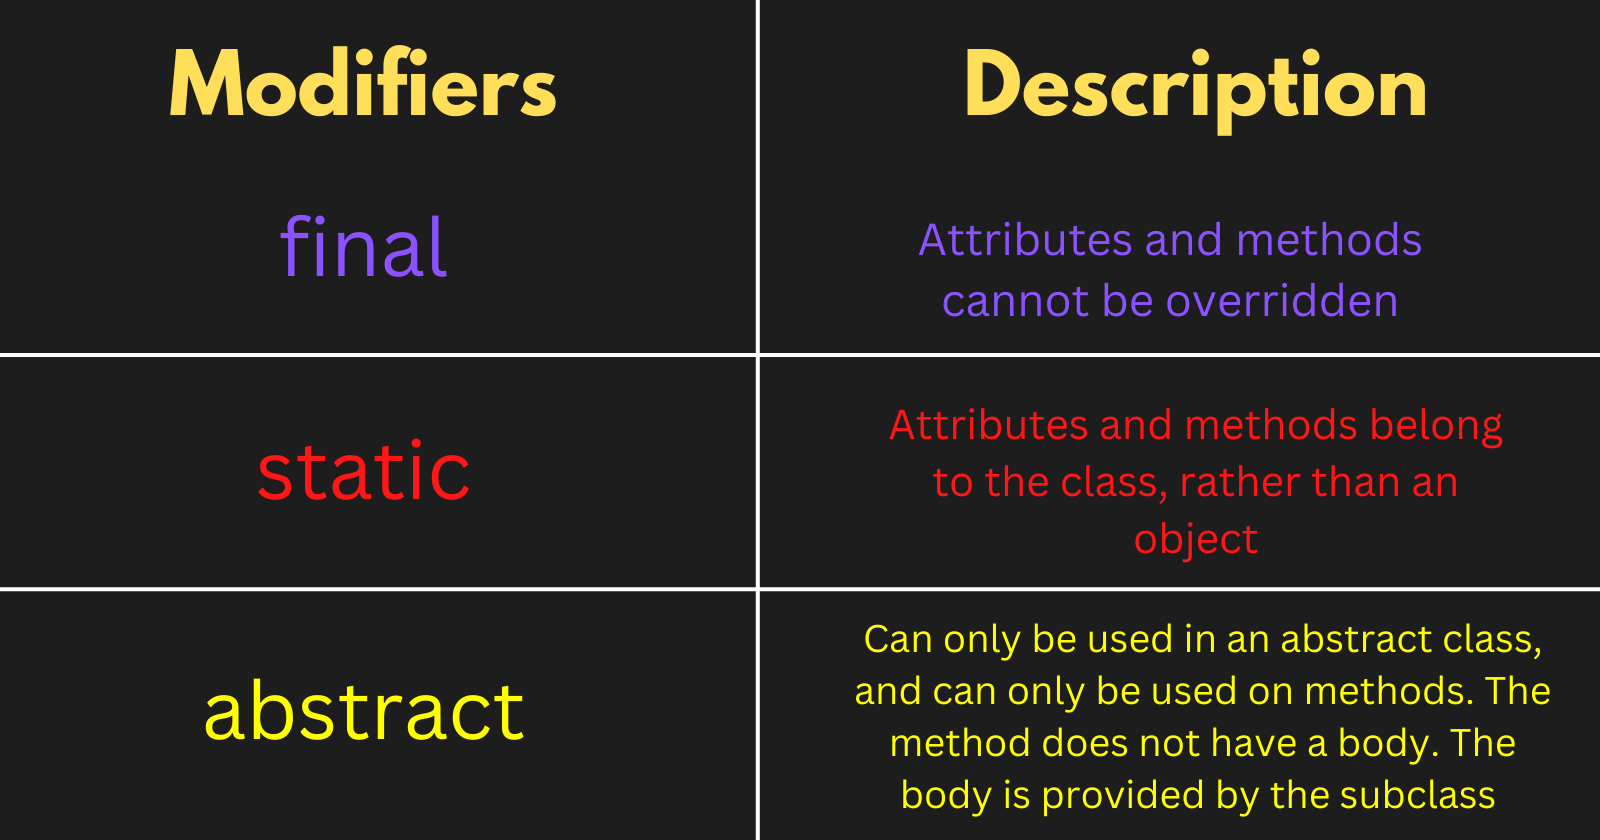 Modifiers
Description
final
Attributes and methods
cannot be overridden
static
Attributes and methods belong
to the class, rather than an
object
abstract
Can only be used in an abstract class,
and can only be used on methods. The
method does not have a body. The
body is provided by the subclass